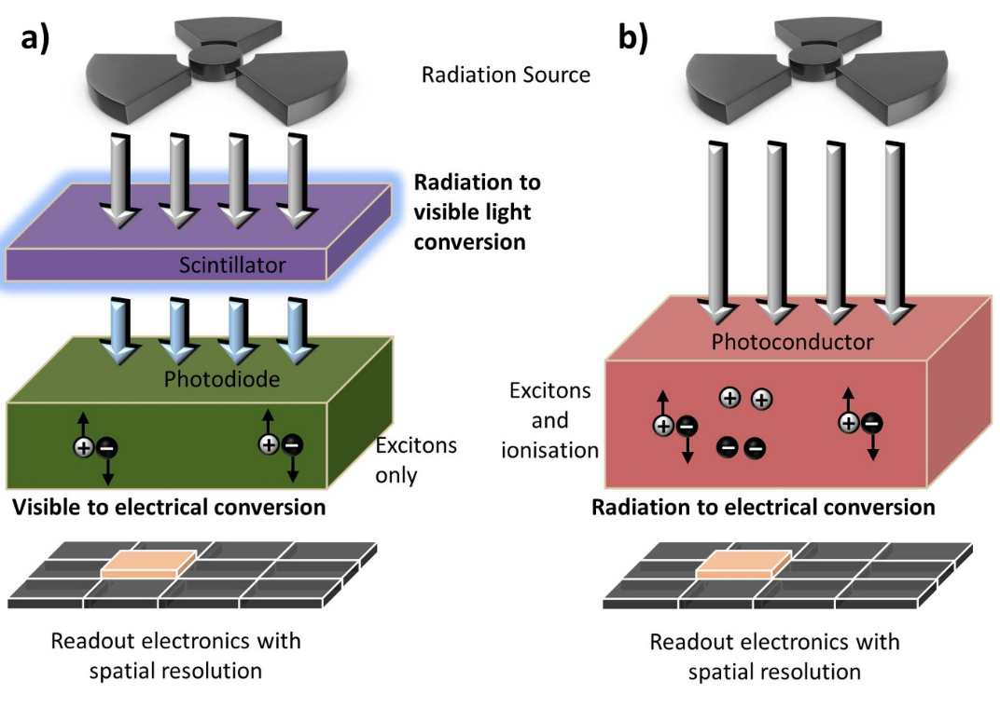 a)
b)
Radiation Source
Radiation to
visible light
conversion
Scintillator
Photodiode
Excitons
only
Visible to electrical conversion
Readout electronics with
spatial resolution
Photoconductor
Excitons
and
ionisation
Radiation to electrical conversion
Readout electronics with
spatial resolution